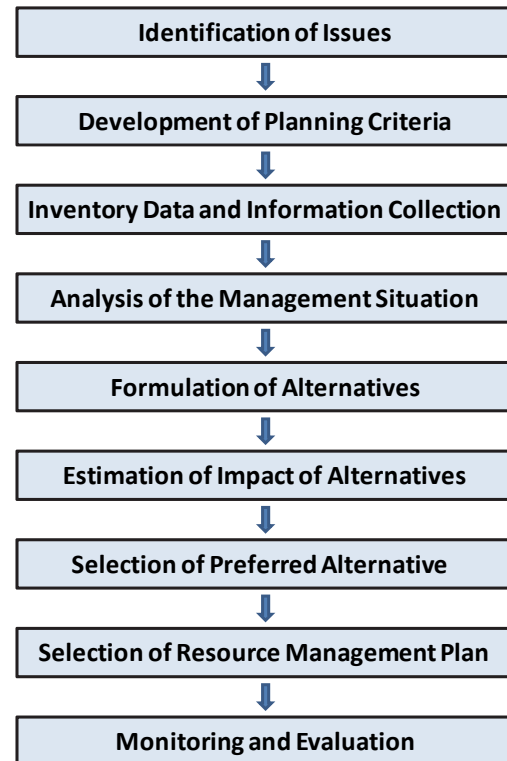 Identification of Issues
Development of Planning Criteria
Inventory Data and Information Collection
Analysis of the Management Situation
Formulation of Alternatives
Estimation of Impact of Alternatives
Selection of Preferred Alternative
Selection of Resource Management Plan
Monitoring and Evaluation